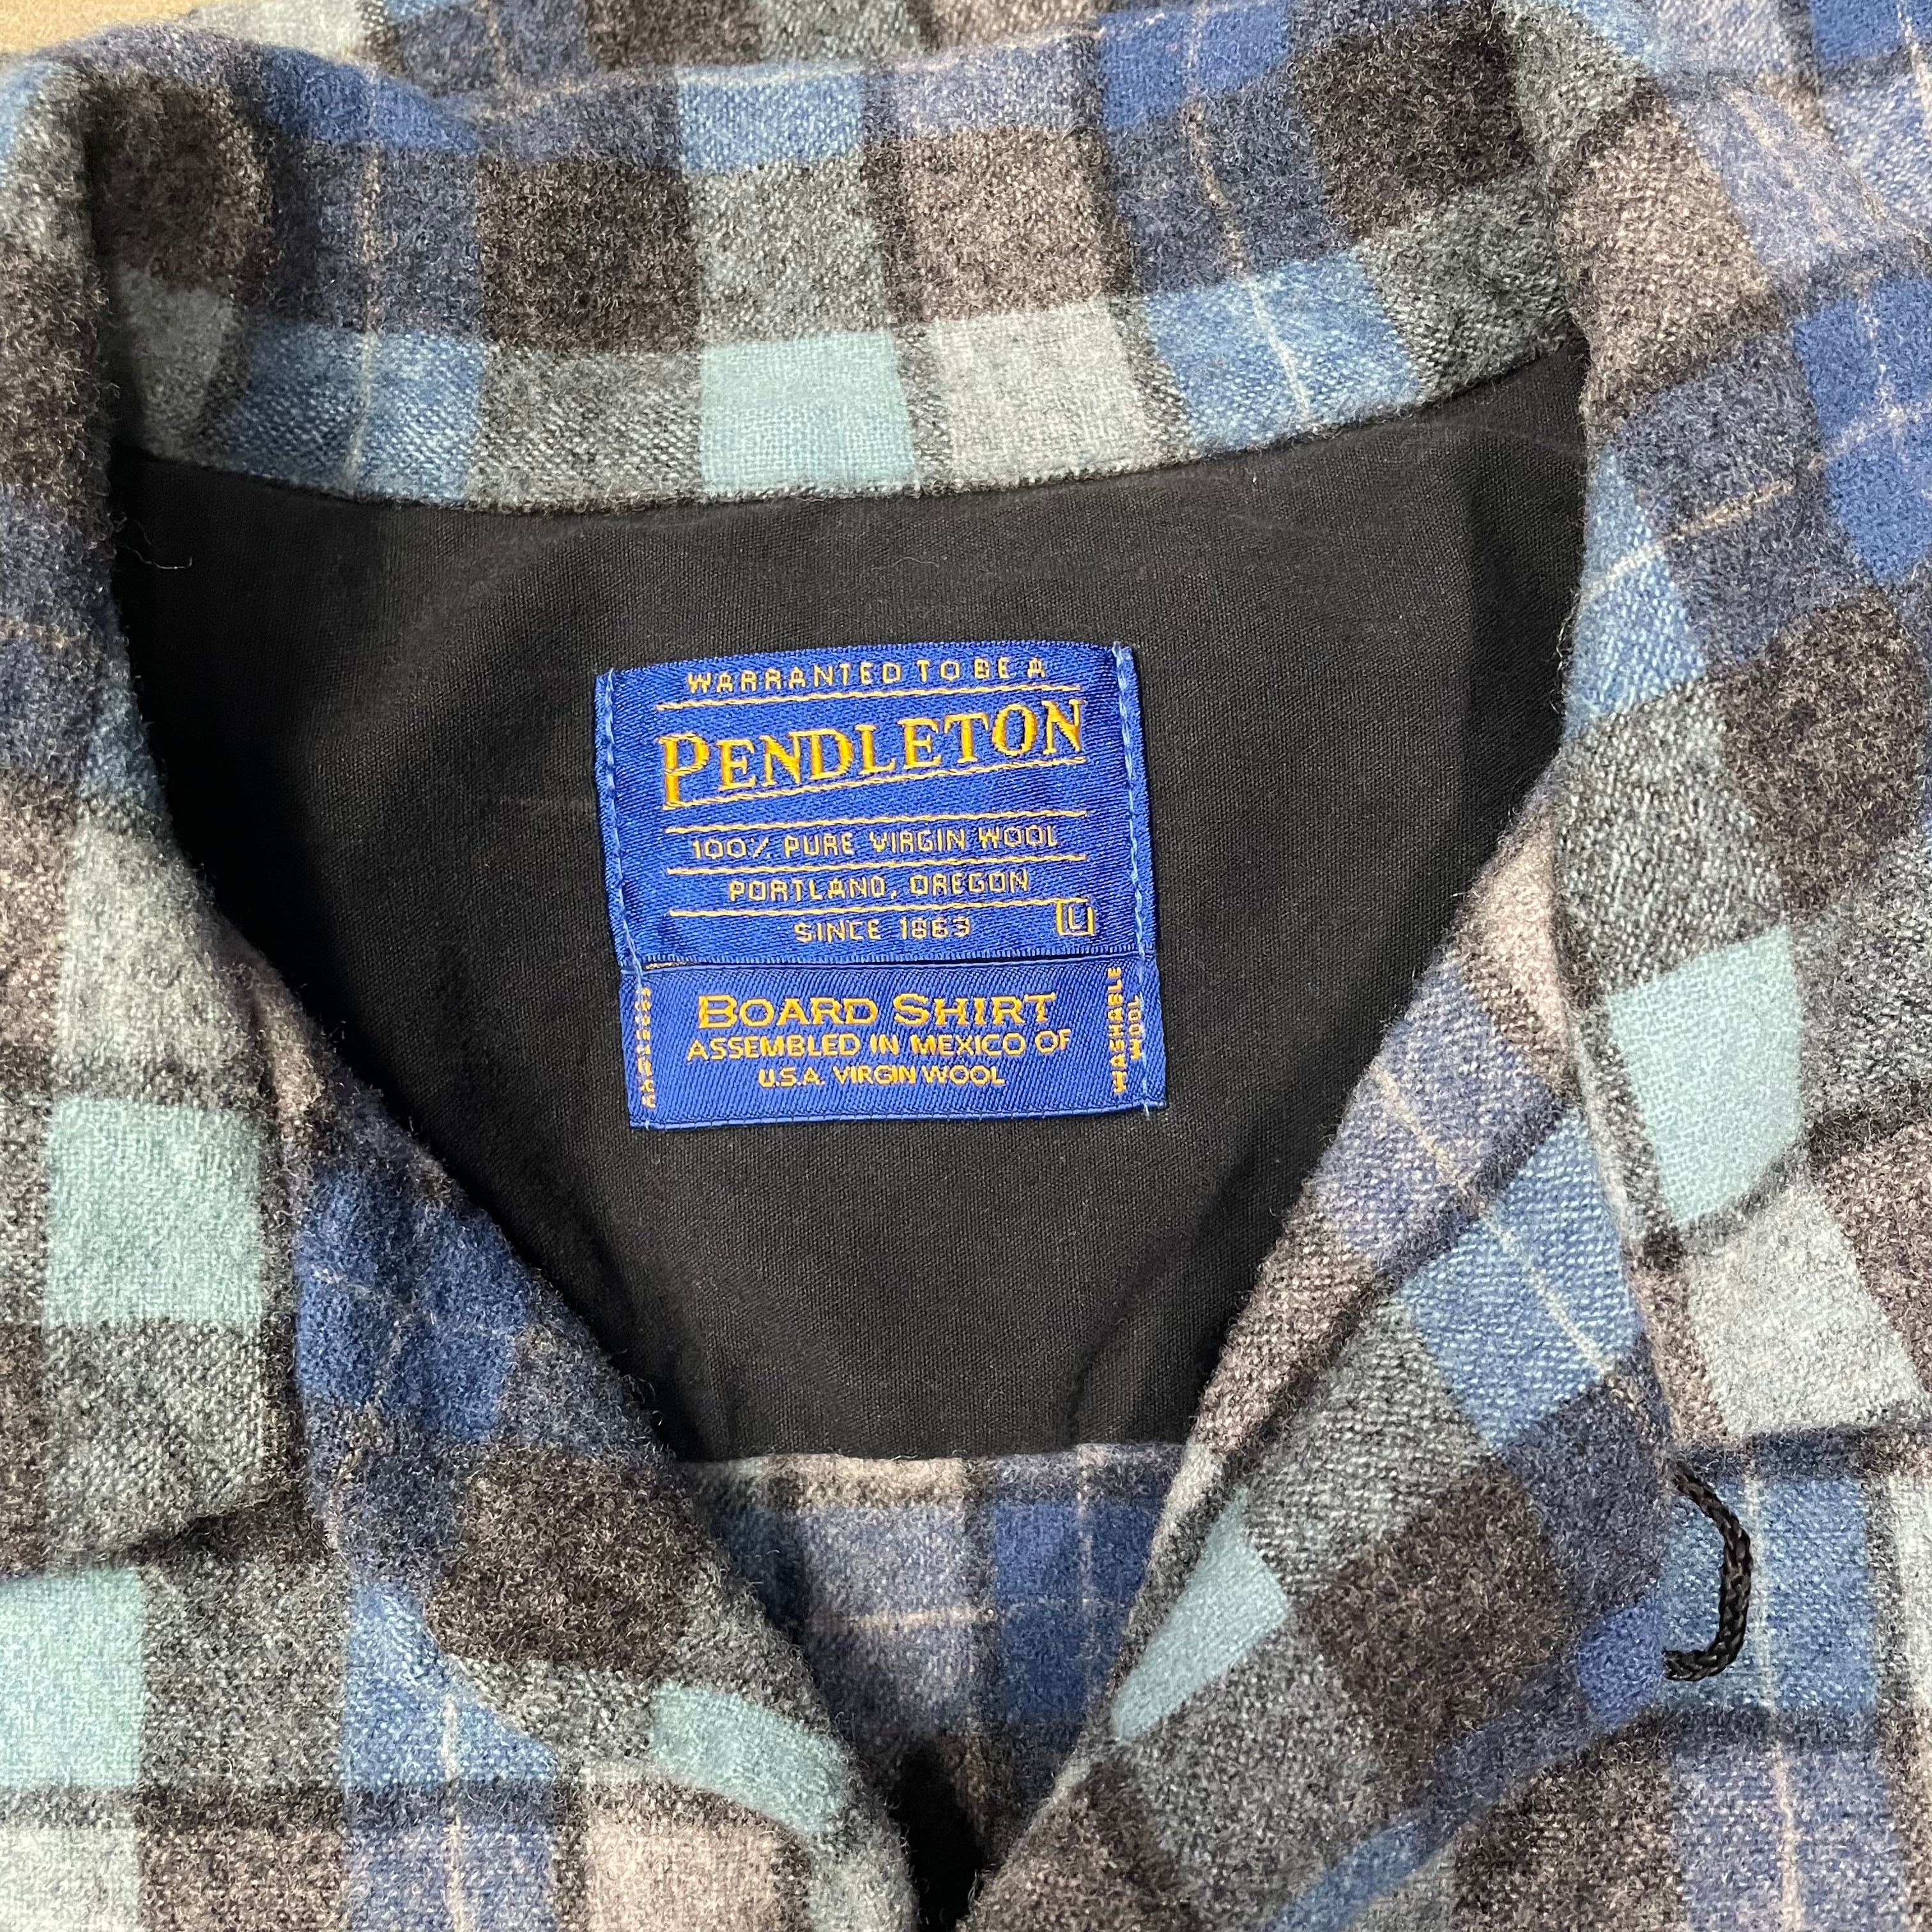 WARRANTED TO BE A
PENDLETON
100% PURE VIRGIN WOOL
PORTLAND, OREGON
SINCE 1863 L
BOARD SHIRT
ASSEMBLED IN MEXICO OF
U.S.A. VIRGIN WOOL
WASHABLE
WOOL